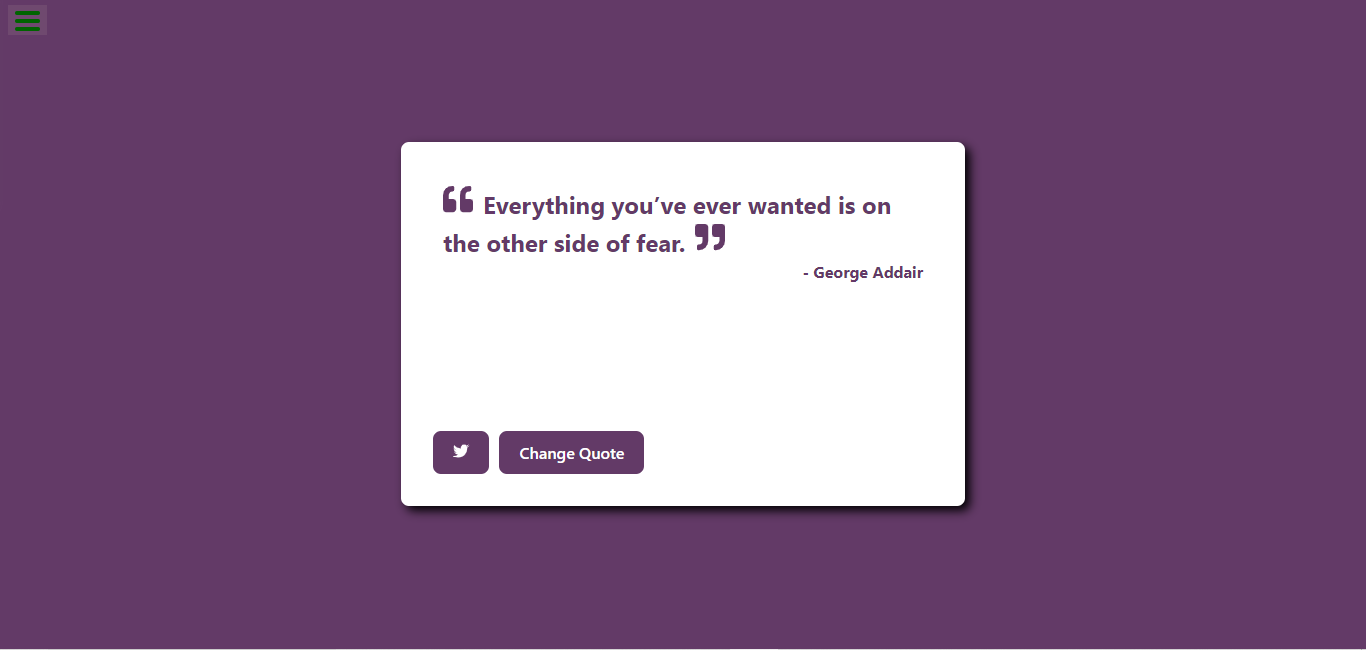 “ Everything you’ve ever wanted is on
the other side of fear. ”
- George Addair
Change Quote